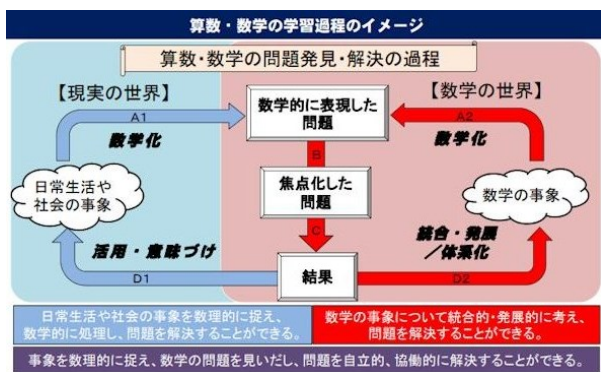 算数・数学の学習過程のイメージ
算数・数学の問題発見・解決の過程
【現実の世界】
【数学の世界】
A1
数学的に表現した
問題
A2
数学化
数学化
B
日常生活や
社会の事象
焦点化した
問題
数学の事象
C
活用・意味づけ
統合・発展
／体系化
結果
D1
D2
日常生活や社会の事象を数理的に捉え、
数学的に処理し、問題を解決することができる。
数学の事象について統合的・発展的に考え、
問題を解決することができる。
事象を数理的に捉え、数学の問題を見いだし、問題を自立的、協働的に解決することができる。